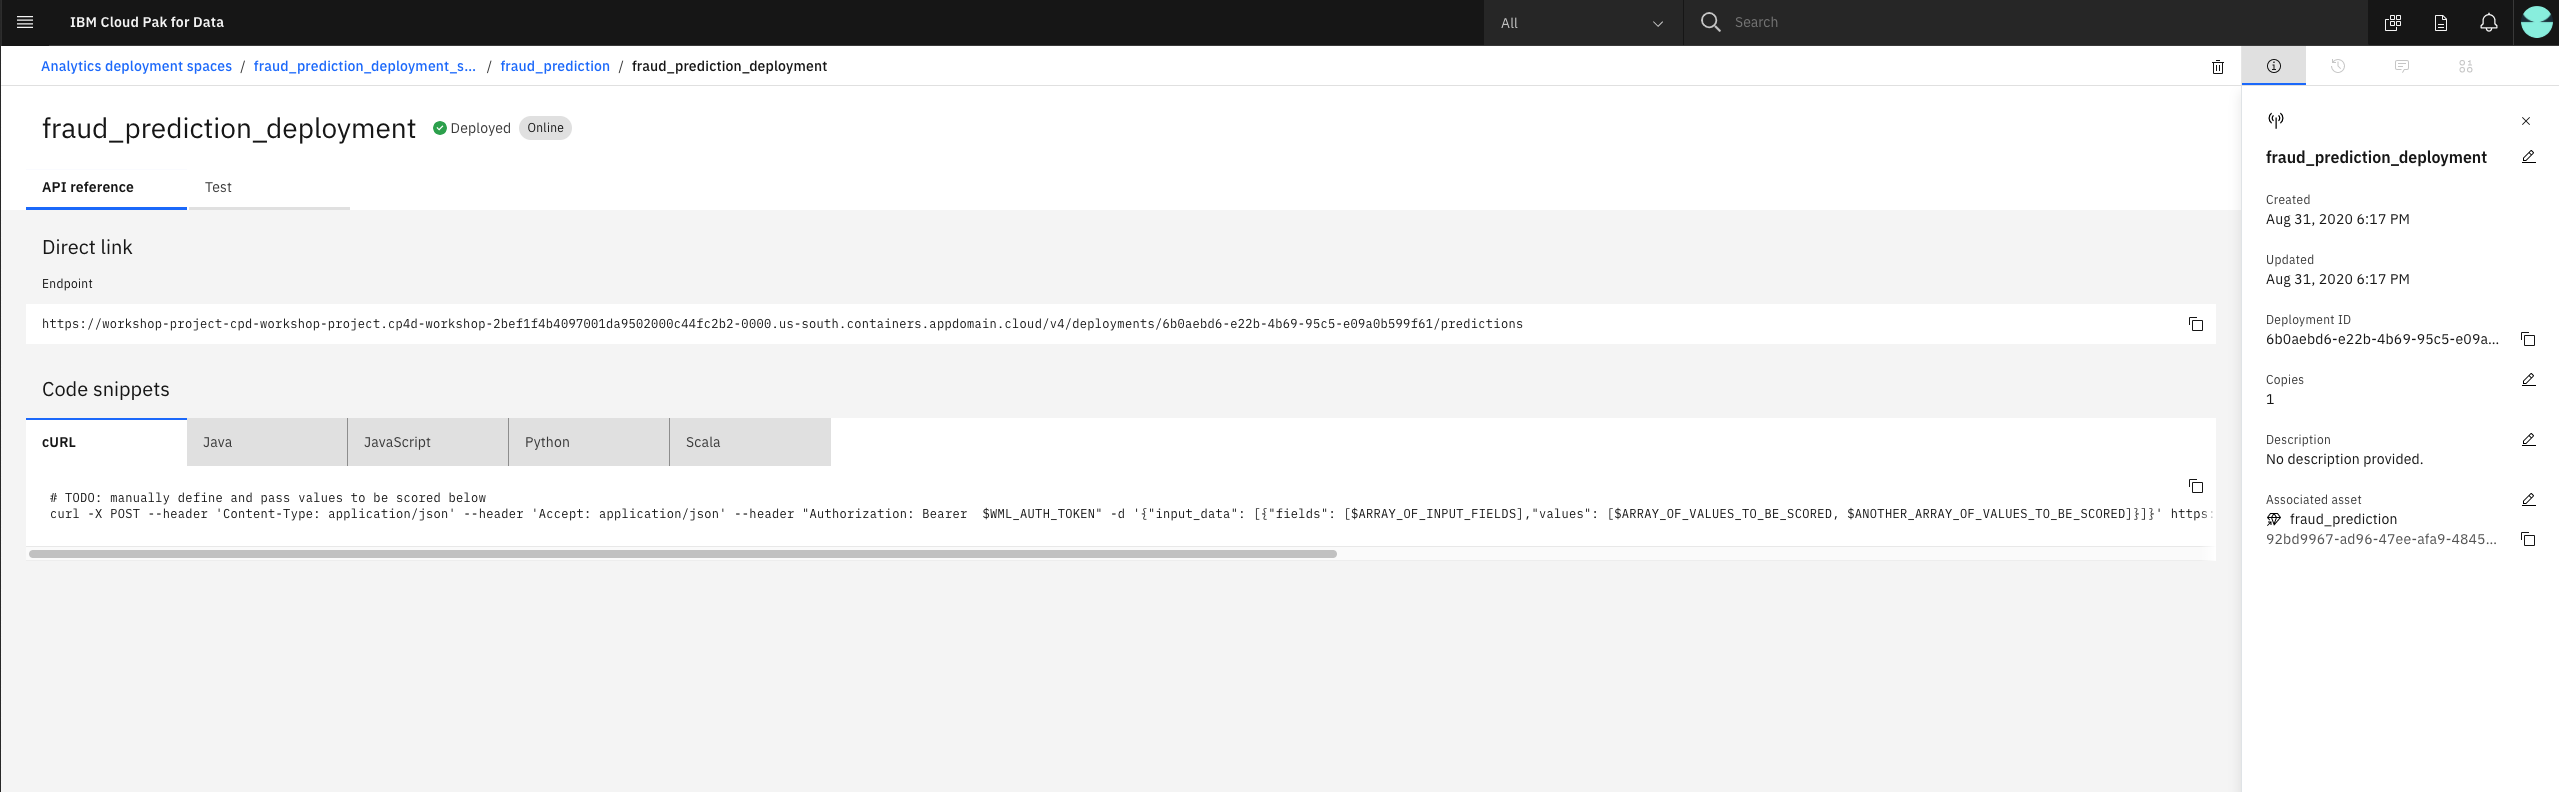 IBM Cloud Pak for Data
All
Search
Analytics deployment spaces / fraud_prediction_deployment_s... / fraud_prediction / fraud_prediction_deployment
fraud_prediction_deployment Deployed Online
API reference Test
Direct link
Endpoint
https://workshop-project-cpd-workshop-project.cp4d-workshop-2bef1f4b4097001da9502000c44fc2b2-0000.us-south.containers.appdomain.cloud/v4/deployments/6b0aebd6-e22b-4b69-95c5-e09a0b599f61/predictions
Code snippets
cURL Java JavaScript Python Scala
# TODO: manually define and pass values to be scored below
curl -X POST --header 'Content-Type: application/json' --header 'Accept: application/json' --header "Authorization: Bearer  $WML_AUTH_TOKEN" -d '{"input_data": [{"fields": [$ARRAY_OF_INPUT_FIELDS],"values": [$ARRAY_OF_VALUES_TO_BE_SCORED, $ANOTHER_ARRAY_OF_VALUES_TO_BE_SCORED]}]}' https:
fraud_prediction_deployment
Created
Aug 31, 2020 6:17 PM
Updated
Aug 31, 2020 6:17 PM
Deployment ID
6b0aebd6-e22b-4b69-95c5-e09a...
Copies
1
Description
No description provided.
Associated asset
fraud_prediction
92bd9967-ad96-47ee-afa9-4845...